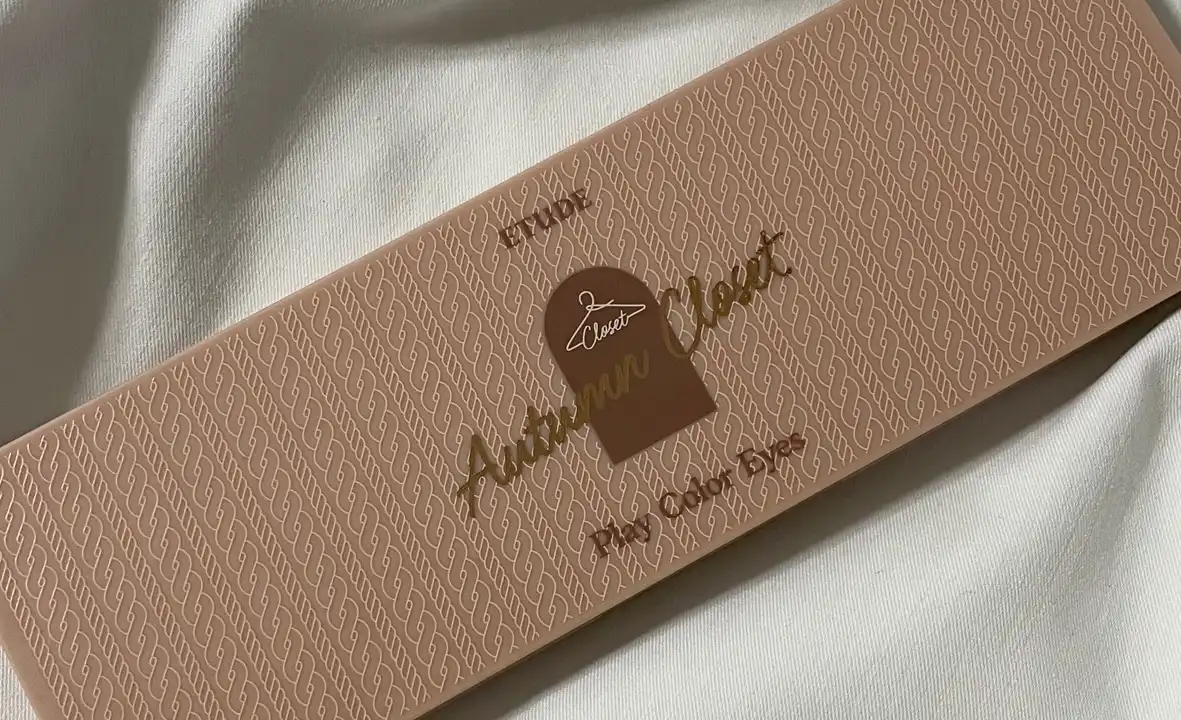 ETUDE
Closet
Autumn Closet
Play Color Eyes